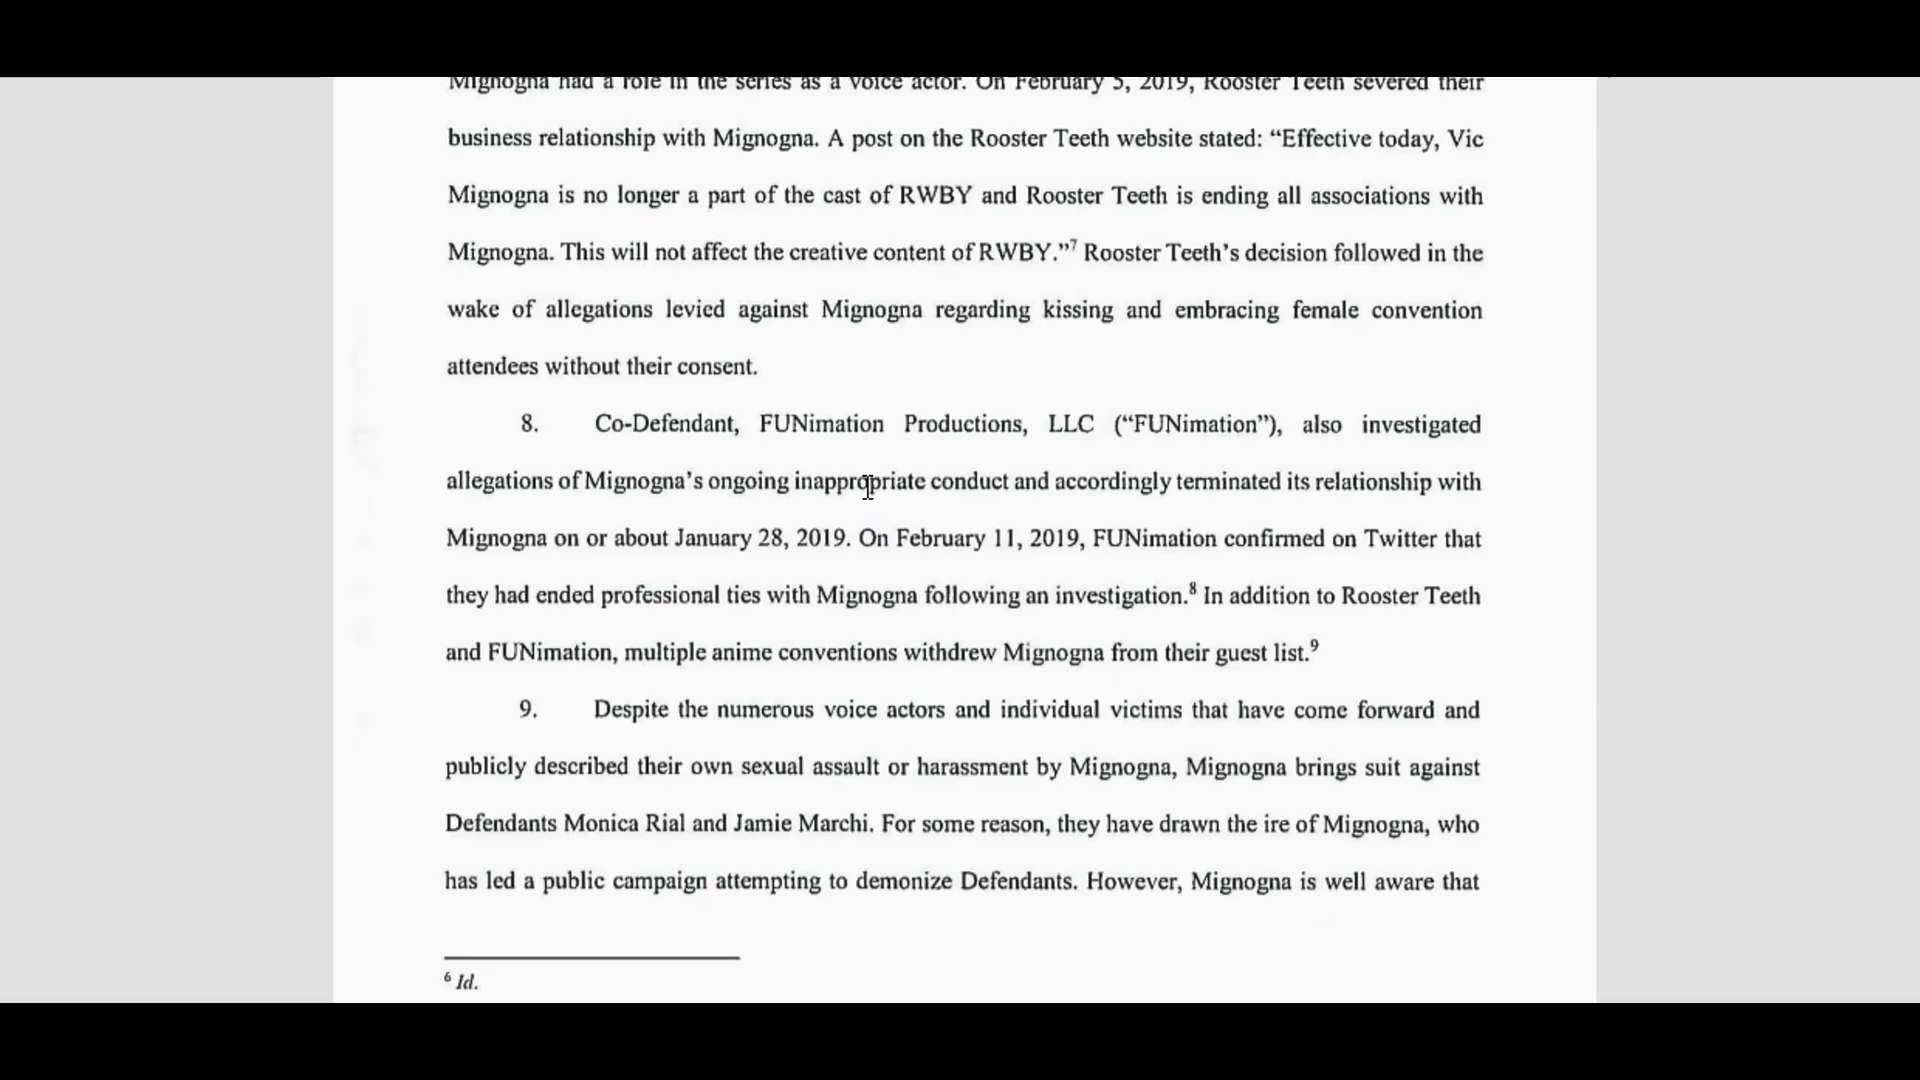 Mignogna had a role in the series as a voice actor. On February 5, 2019, Rooster Teeth severed their
business relationship with Mignogna. A post on the Rooster Teeth website stated: “Effective today, Vic
Mignogna is no longer a part of the cast of RWBY and Rooster Teeth is ending all associations with
Mignogna. This will not affect the creative content of RWBY.”7 Rooster Teeth’s decision followed in the
wake of allegations levied against Mignogna regarding kissing and embracing female convention
attendees without their consent.
8. Co-Defendant, FUNimation Productions, LLC (“FUNimation”), also investigated
allegations of Mignogna’s ongoing inappropriate conduct and accordingly terminated its relationship with
Mignogna on or about January 28, 2019. On February 11, 2019, FUNimation confirmed on Twitter that
they had ended professional ties with Mignogna following an investigation.8 In addition to Rooster Teeth
and FUNimation, multiple anime conventions withdrew Mignogna from their guest list.9
9. Despite the numerous voice actors and individual victims that have come forward and
publicly described their own sexual assault or harassment by Mignogna, Mignogna brings suit against
Defendants Monica Rial and Jamie Marchi. For some reason, they have drawn the ire of Mignogna, who
has led a public campaign attempting to demonize Defendants. However, Mignogna is well aware that
6 Id.